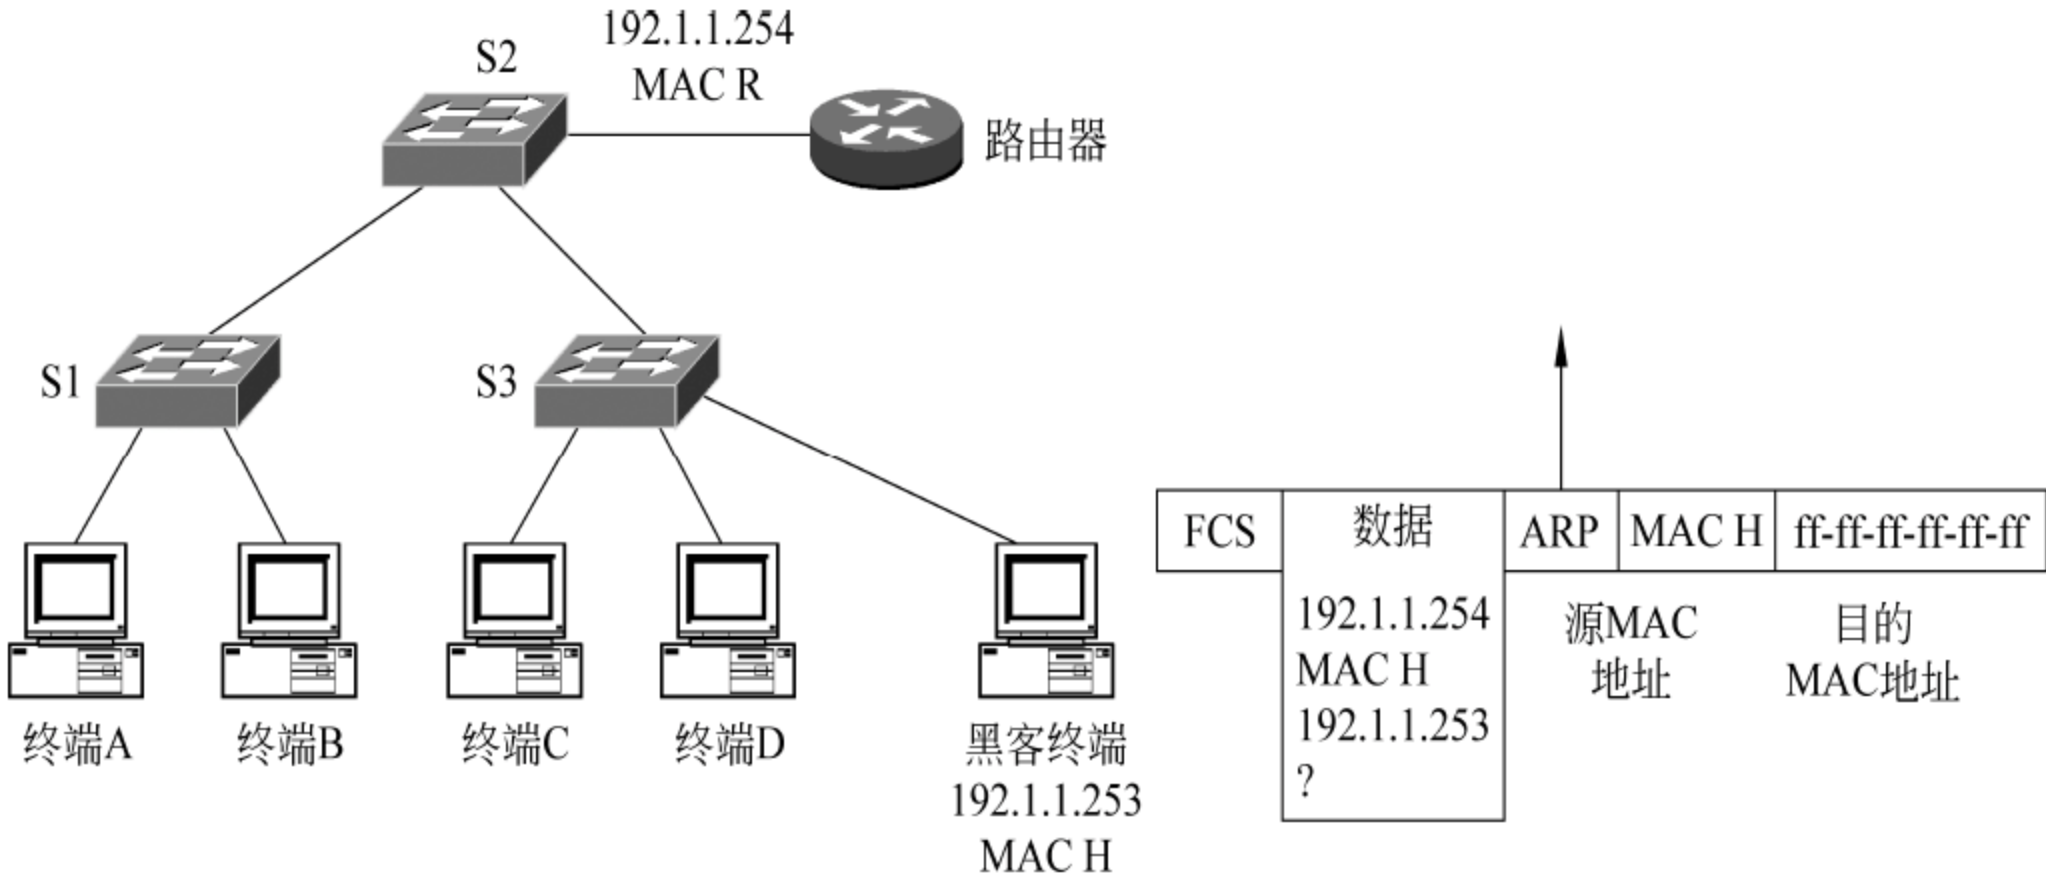 192.1.1.254
MAC R
S2
路由器
S1
S3
终端A
终端B
终端C
终端D
黑客终端
192.1.1.253
MAC H
FCS
数据
ARP
MAC H
ff-ff-ff-ff-ff-ff
192.1.1.254
MAC H
192.1.1.253
?
源MAC
地址
目的
MAC地址